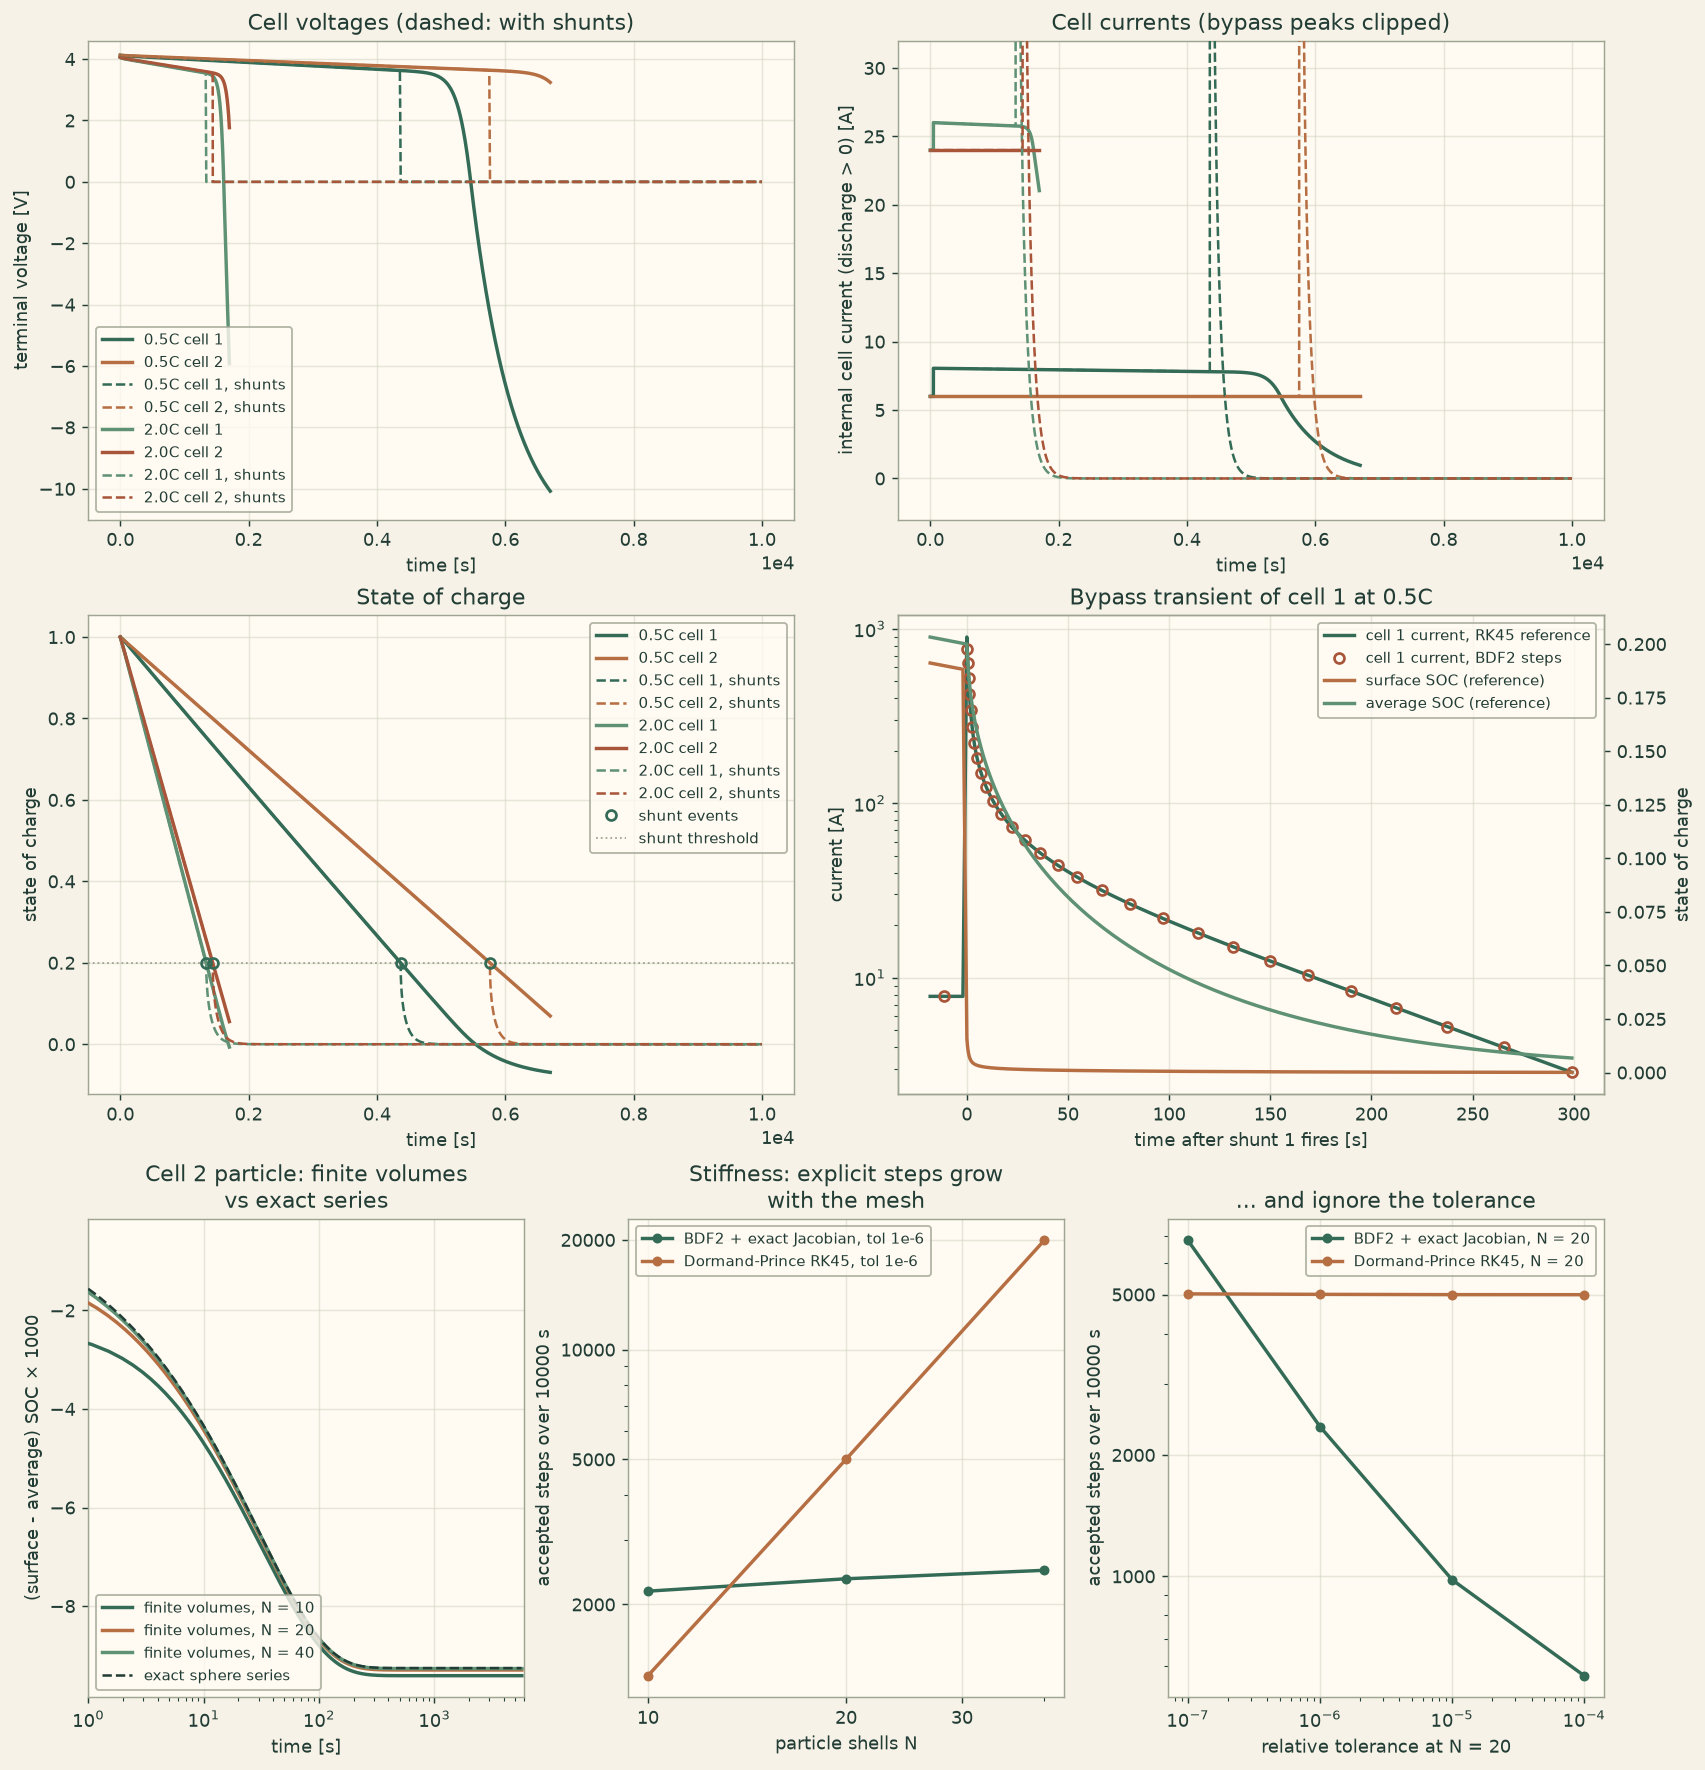 Cell voltages (dashed: with shunts)
terminal voltage [V]
4
2
0
−2
−4
−6
−8
−10
0.5C cell 1
0.5C cell 2
0.5C cell 1, shunts
0.5C cell 2, shunts
2.0C cell 1
2.0C cell 2
2.0C cell 1, shunts
2.0C cell 2, shunts
0.0 0.2 0.4 0.6 0.8 1.0
1e4
time [s]
Cell currents (bypass peaks clipped)
internal cell current (discharge > 0) [A]
30
25
20
15
10
5
0
0.0 0.2 0.4 0.6 0.8 1.0
1e4
time [s]
State of charge
state of charge
1.0
0.8
0.6
0.4
0.2
0.0
0.5C cell 1
0.5C cell 2
0.5C cell 1, shunts
0.5C cell 2, shunts
2.0C cell 1
2.0C cell 2
2.0C cell 1, shunts
2.0C cell 2, shunts
shunt events
shunt threshold
0.0 0.2 0.4 0.6 0.8 1.0
1e4
time [s]
Bypass transient of cell 1 at 0.5C
current [A]
10³
10²
10¹
cell 1 current, RK45 reference
cell 1 current, BDF2 steps
surface SOC (reference)
average SOC (reference)
0.200
0.175
0.150
0.125
0.100
0.075
0.050
0.025
0.000
state of charge
0 50 100 150 200 250 300
time after shunt 1 fires [s]
Cell 2 particle: finite volumes
vs exact series
(surface - average) SOC × 1000
−2
−4
−6
−8
finite volumes, N = 10
finite volumes, N = 20
finite volumes, N = 40
exact sphere series
10⁰ 10¹ 10² 10³
time [s]
Stiffness: explicit steps grow
with the mesh
accepted steps over 10000 s
20000
10000
5000
2000
BDF2 + exact Jacobian, tol 1e-6
Dormand-Prince RK45, tol 1e-6
10 20 30
particle shells N
... and ignore the tolerance
accepted steps over 10000 s
5000
2000
1000
BDF2 + exact Jacobian, N = 20
Dormand-Prince RK45, N = 20
10⁻⁷ 10⁻⁶ 10⁻⁵ 10⁻⁴
relative tolerance at N = 20